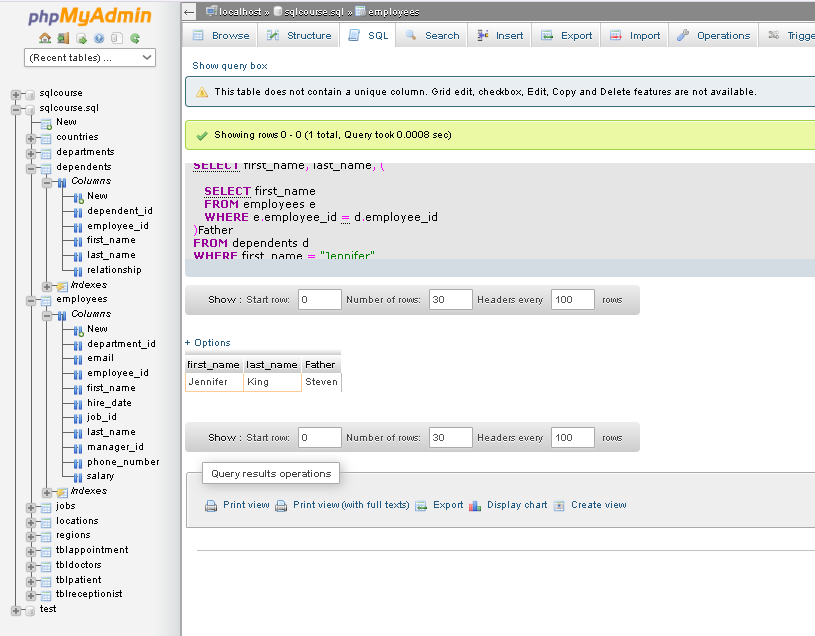 phpMyAdmin
(Recent tables) ...
sqlcourse
sqlcourse.sql
New
countries
departments
dependents
Columns
New
dependent_id
employee_id
first_name
last_name
relationship
Indexes
employees
Columns
New
department_id
email
employee_id
first_name
hire_date
job_id
last_name
manager_id
phone_number
salary
Indexes
jobs
locations
regions
tblappointment
tbldoctors
tblpatient
tblreceptionist
test
localhost » sqlcourse.sql » employees
Browse Structure SQL Search Insert Export Import Operations Trigge
Show query box
This table does not contain a unique column. Grid edit, checkbox, Edit, Copy and Delete features are not available.
Showing rows 0 - 0 (1 total, Query took 0.0008 sec)
SELECT first_name, last_name, (
SELECT first_name
FROM employees e
WHERE e.employee_id = d.employee_id
)Father
FROM dependents d
WHERE first_name = "Jennifer"
Show : Start row: 0 Number of rows: 30 Headers every 100 rows
+ Options
first_name last_name Father
Jennifer King Steven
Show : Start row: 0 Number of rows: 30 Headers every 100 rows
Query results operations
Print view Print view (with full texts) Export Display chart Create view